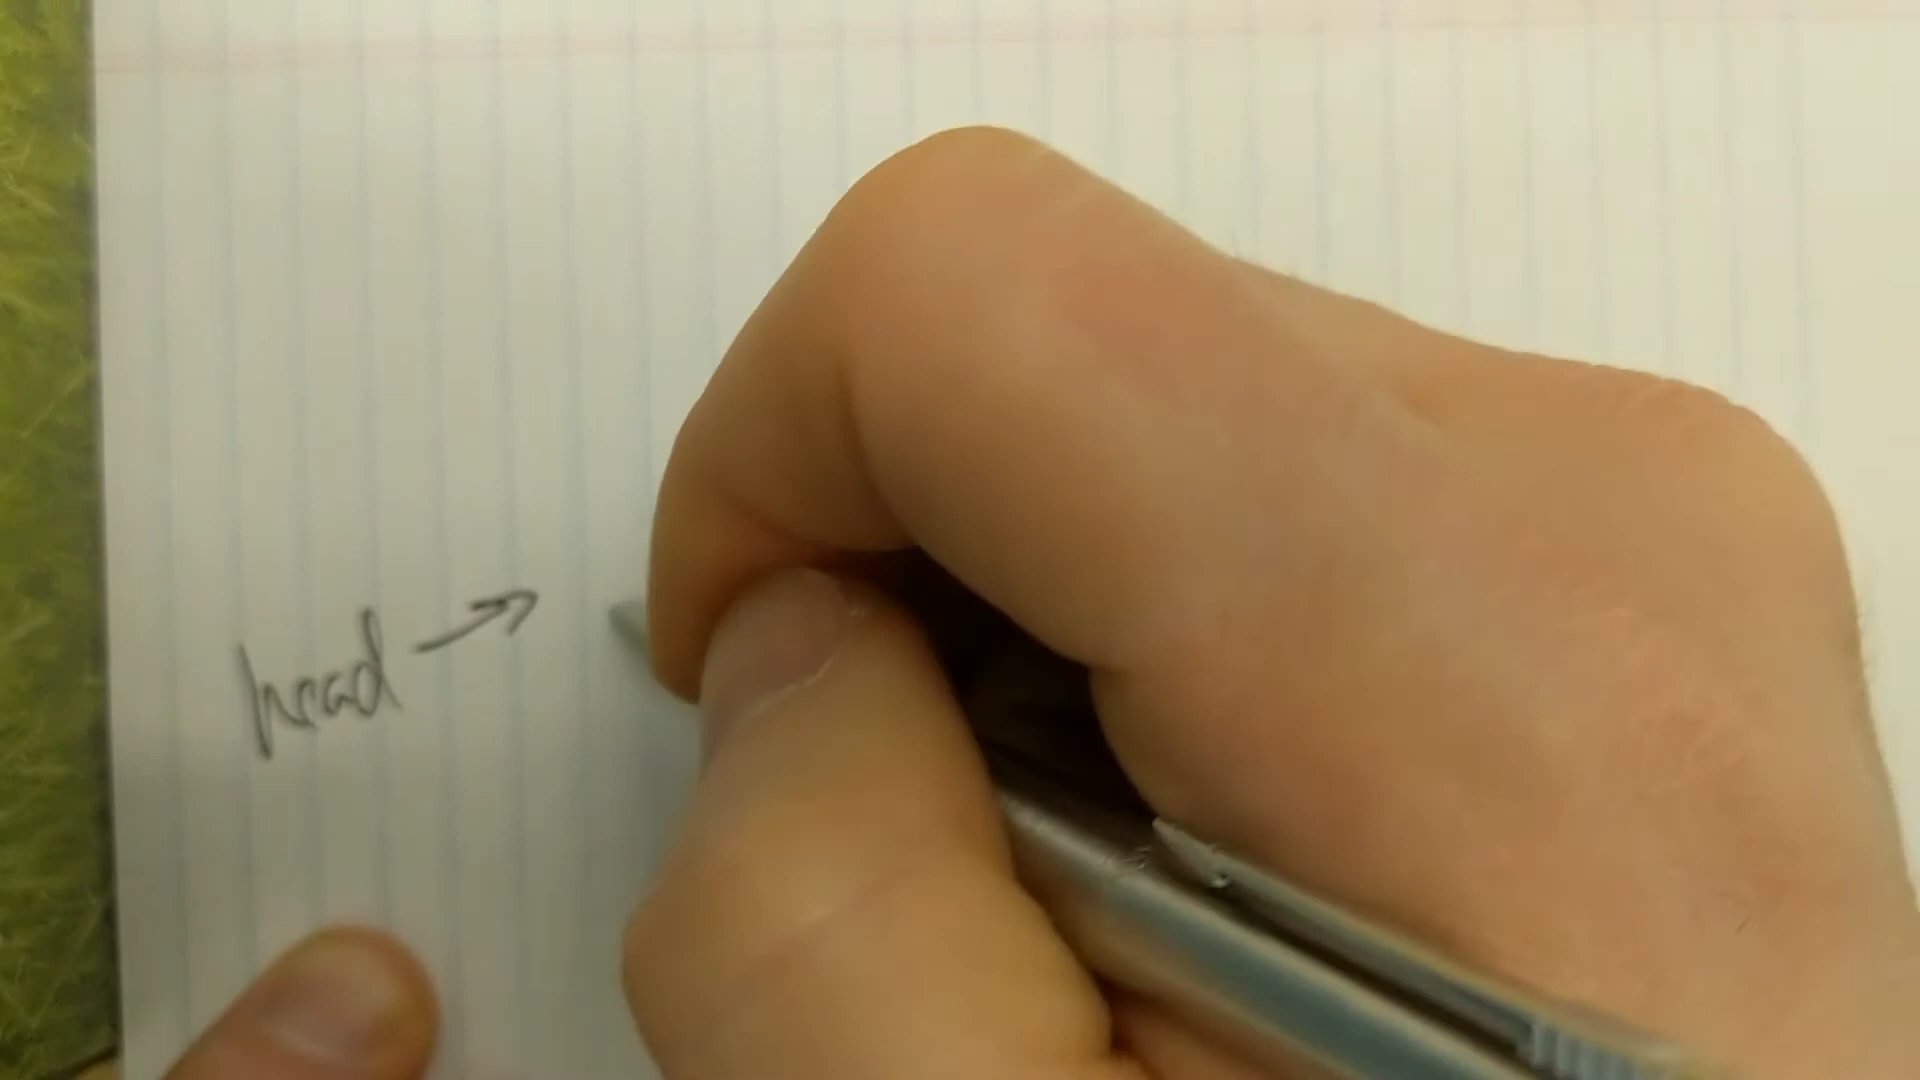 head →